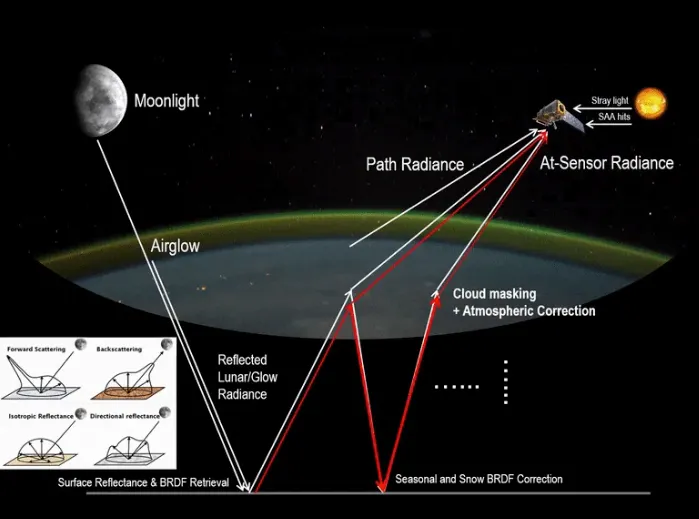 Moonlight
Stray light
SAA hits
Path Radiance
At-Sensor Radiance
Airglow
Cloud masking
+ Atmospheric Correction
Forward Scattering
Backscattering
Isotropic Reflectance
Directional reflectance
Reflected
Lunar/Glow
Radiance
Surface Reflectance & BRDF Retrieval
Seasonal and Snow BRDF Correction